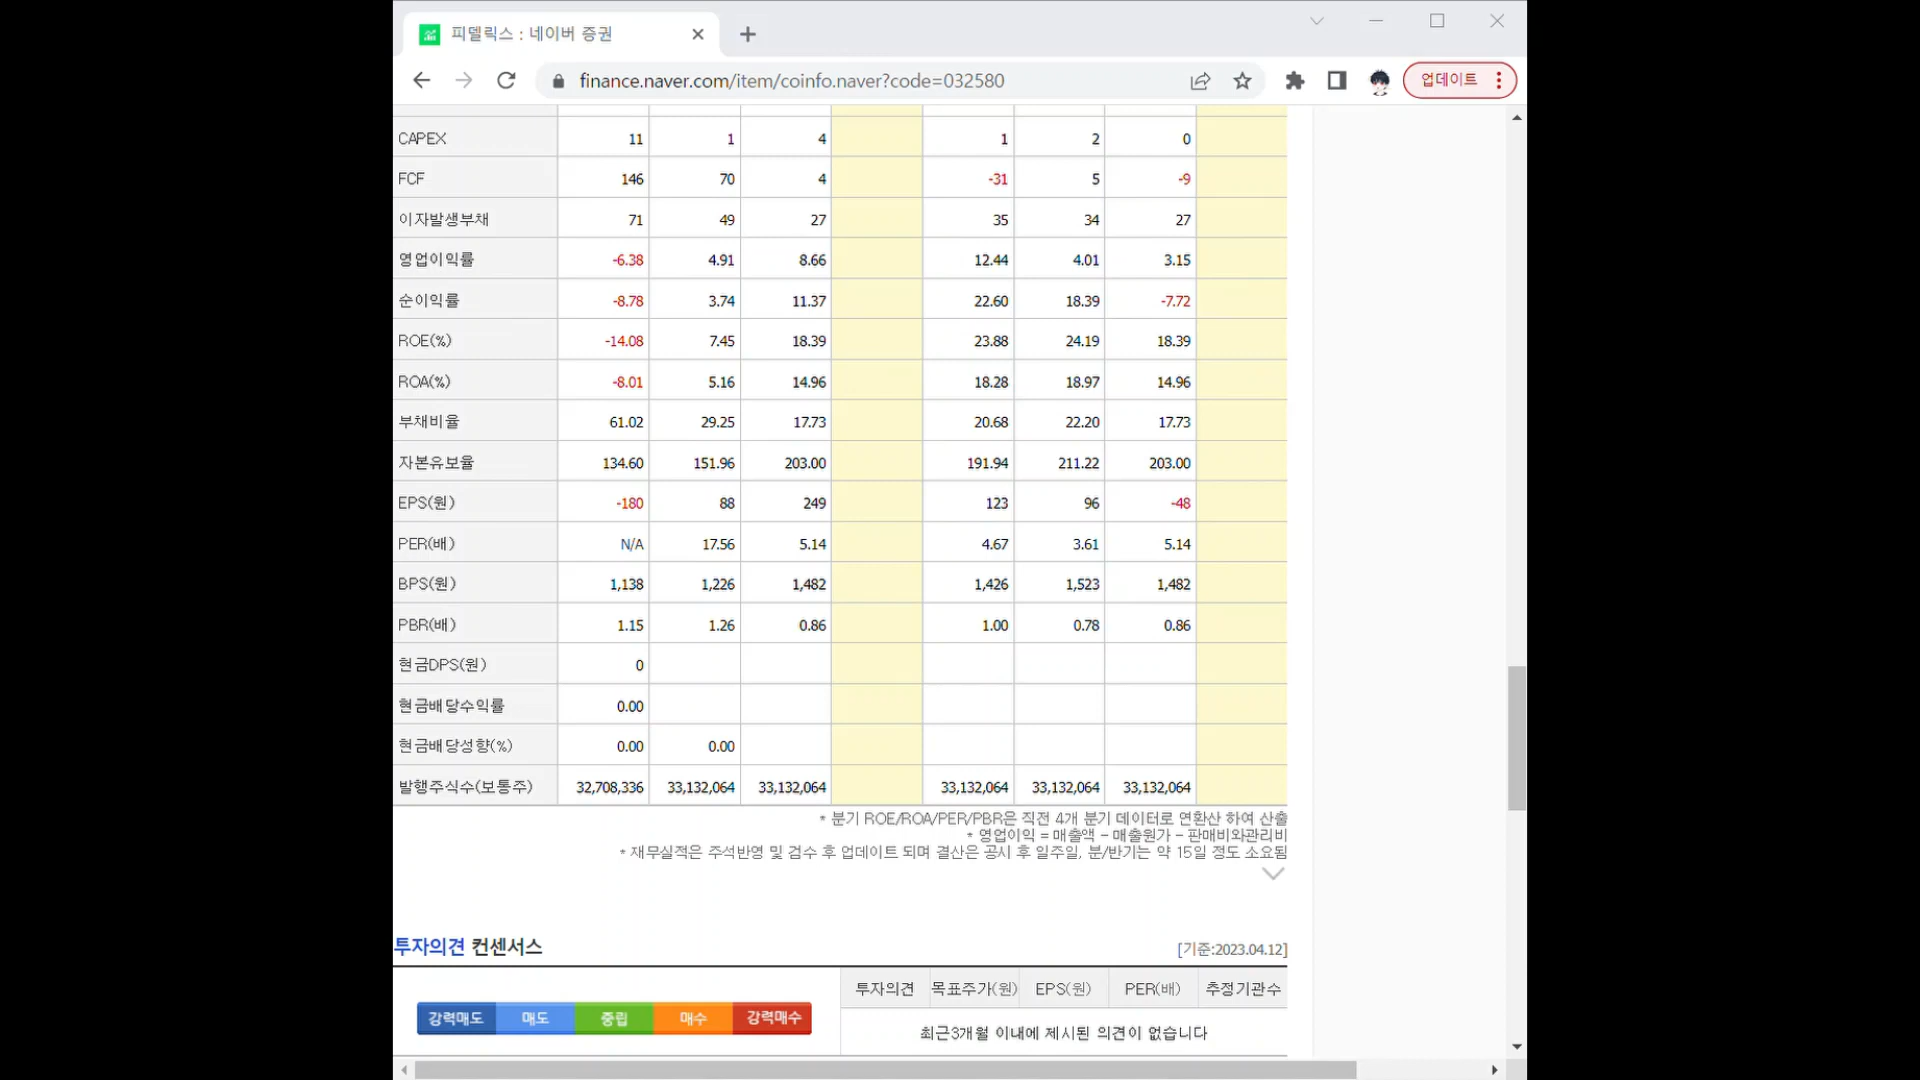 피델릭스 : 네이버 증권
finance.naver.com/item/coinfo.naver?code=032580
업데이트
CAPEX 11 1 4 1 2 0
FCF 146 70 4 -31 5 -9
이자발생부채 71 49 27 35 34 27
영업이익률 -6.38 4.91 8.66 12.44 4.01 3.15
순이익률 -8.78 3.74 11.37 22.60 18.39 -7.72
ROE(%) -14.08 7.45 18.39 23.88 24.19 18.39
ROA(%) -8.01 5.16 14.96 18.28 18.97 14.96
부채비율 61.02 29.25 17.73 20.68 22.20 17.73
자본유보율 134.60 151.96 203.00 191.94 211.22 203.00
EPS(원) -180 88 249 123 96 -48
PER(배) N/A 17.56 5.14 4.67 3.61 5.14
BPS(원) 1,138 1,226 1,482 1,426 1,523 1,482
PBR(배) 1.15 1.26 0.86 1.00 0.78 0.86
현금DPS(원) 0
현금배당수익률 0.00
현금배당성향(%) 0.00 0.00
발행주식수(보통주) 32,708,336 33,132,064 33,132,064 33,132,064 33,132,064 33,132,064
* 분기 ROE/ROA/PER/PBR은 직전 4개 분기 데이터로 연환산 하여 산출
* 영업이익 = 매출액 - 매출원가 - 판매비와관리비
* 재무실적은 주석반영 및 검수 후 업데이트 되며 결산은 공시 후 일주일, 분/반기는 약 15일 정도 소요됨
투자의견 컨센서스 [기준:2023.04.12]
투자의견 목표주가(원) EPS(원) PER(배) 추정기관수
강력매도 매도 중립 매수 강력매수
최근3개월 이내에 제시된 의견이 없습니다